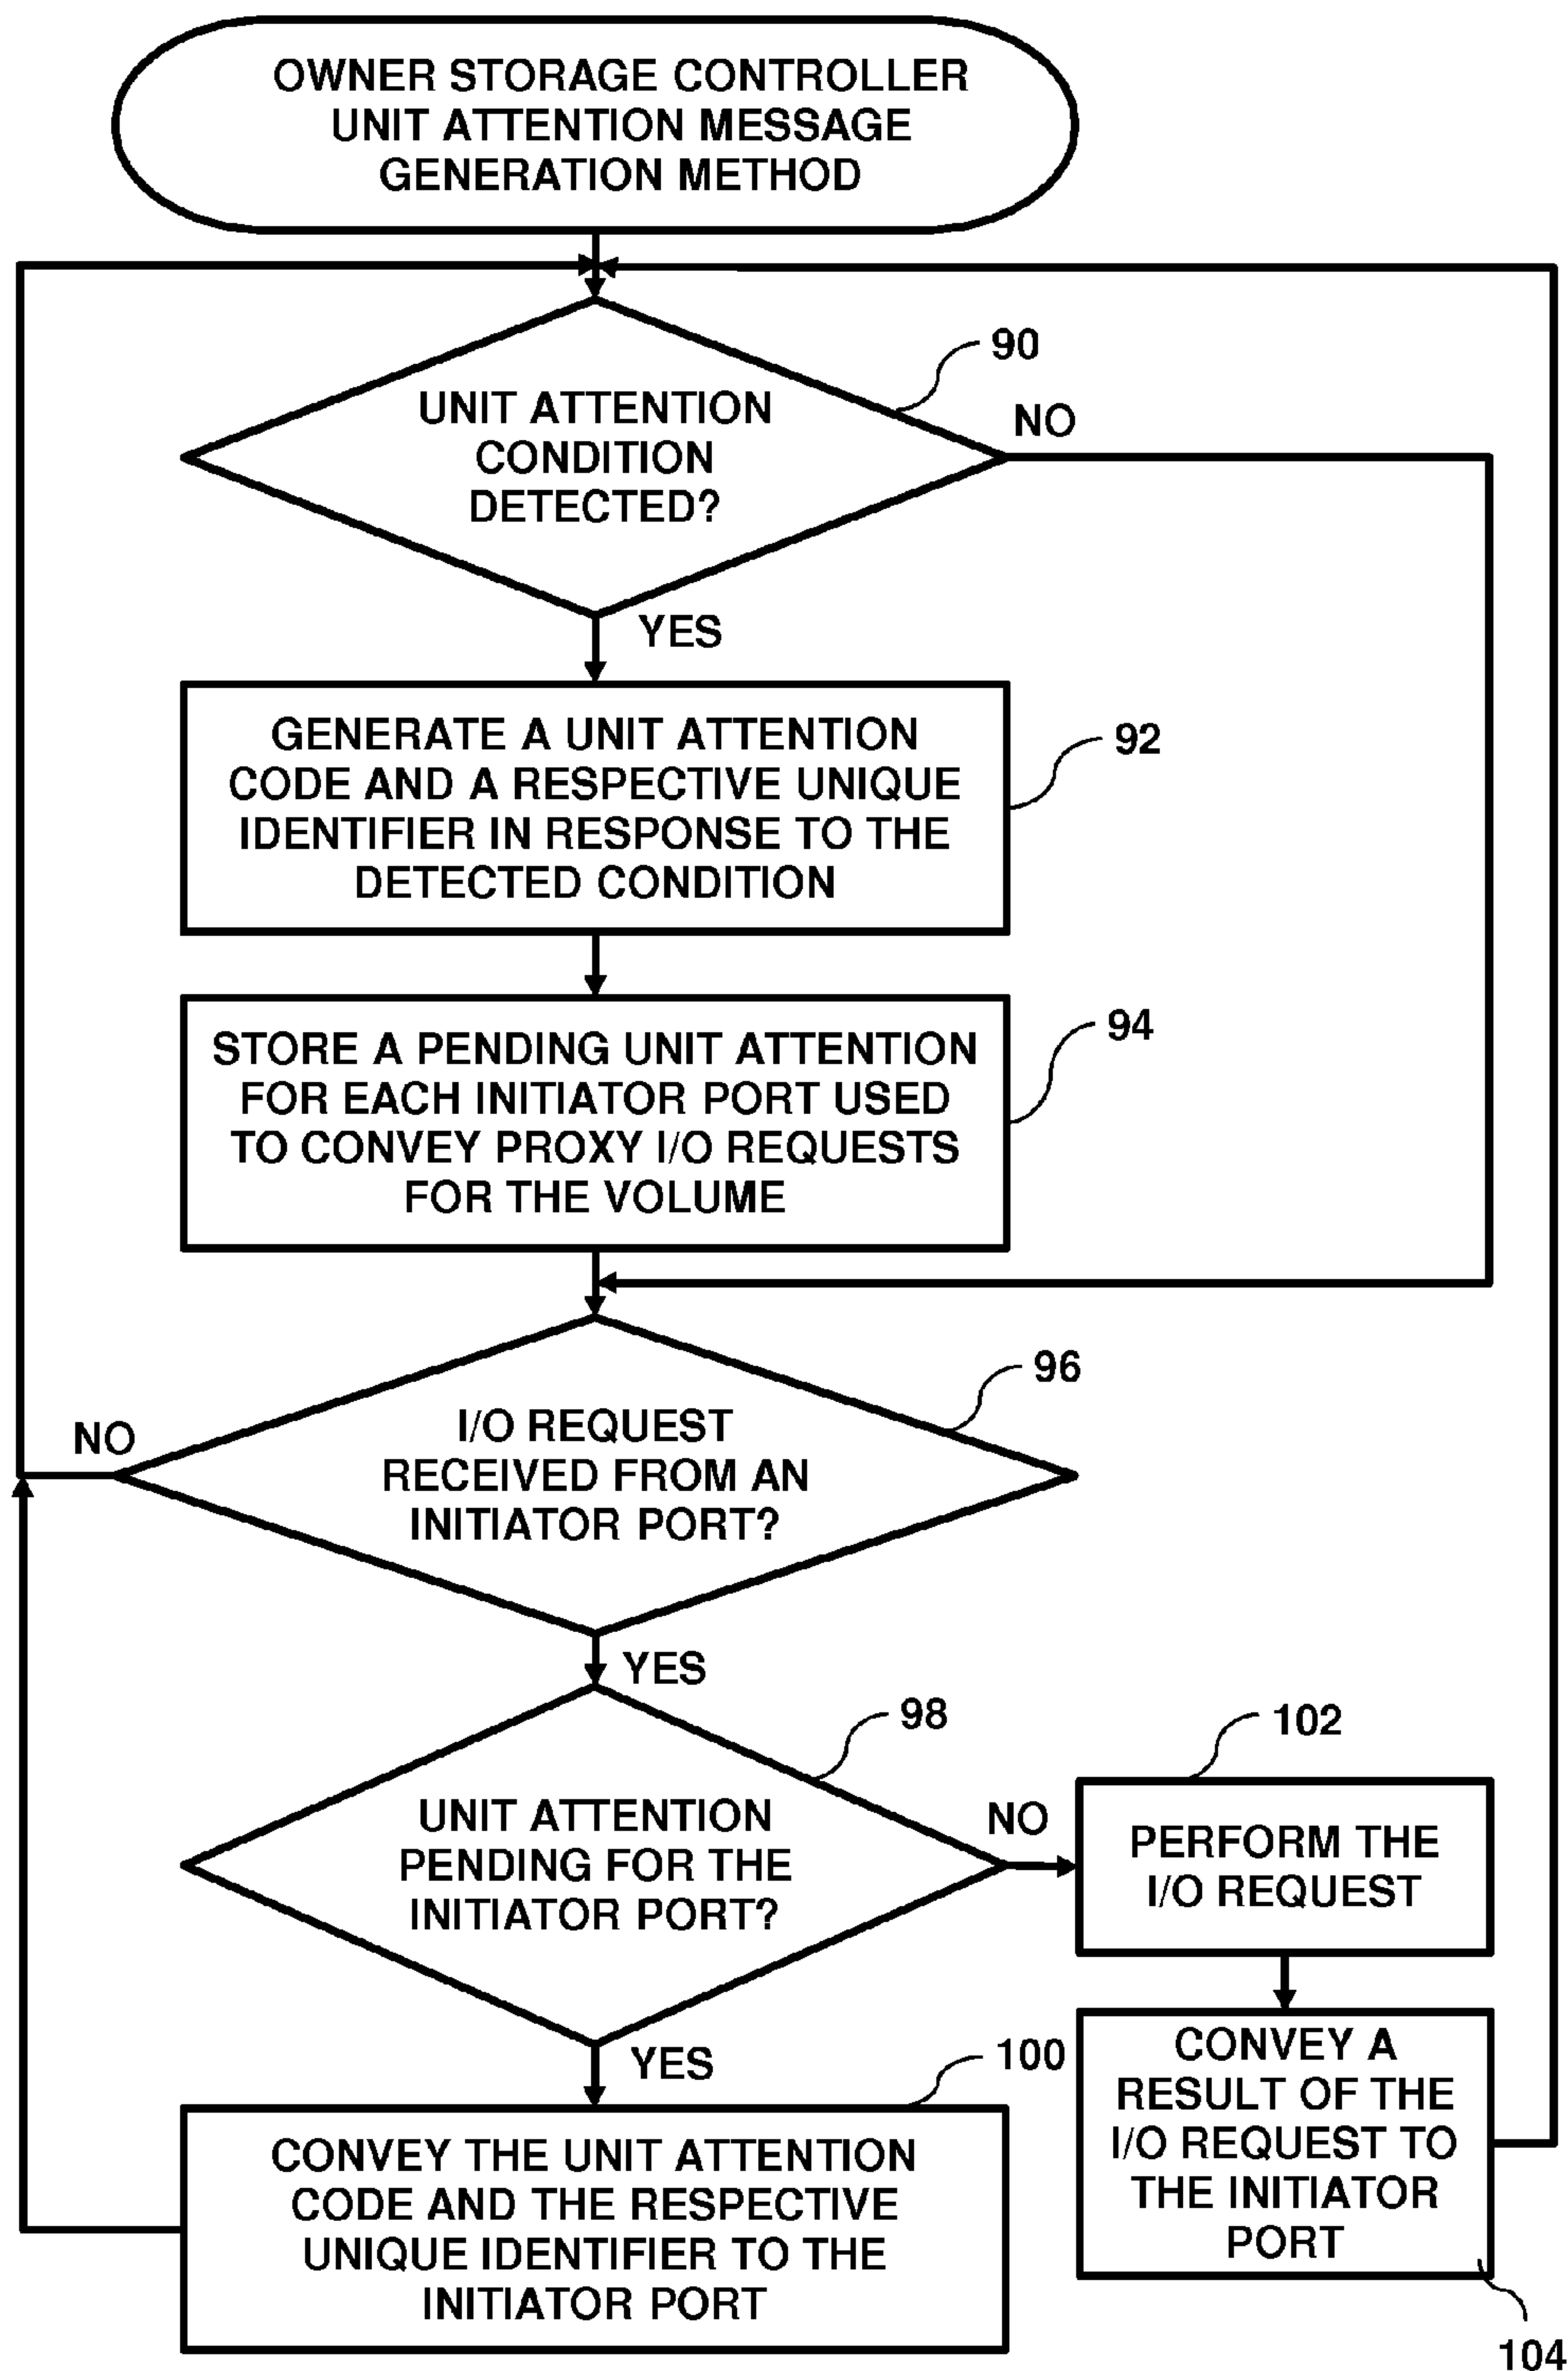 OWNER STORAGE CONTROLLER
UNIT ATTENTION MESSAGE
GENERATION METHOD
90
UNIT ATTENTION
CONDITION
DETECTED?
NO
YES
GENERATE A UNIT ATTENTION
CODE AND A RESPECTIVE UNIQUE
IDENTIFIER IN RESPONSE TO THE
DETECTED CONDITION
92
STORE A PENDING UNIT ATTENTION
FOR EACH INITIATOR PORT USED
TO CONVEY PROXY I/O REQUESTS
FOR THE VOLUME
94
96
I/O REQUEST
RECEIVED FROM AN
INITIATOR PORT?
NO
YES
98
UNIT ATTENTION
PENDING FOR THE
INITIATOR PORT?
NO
102
PERFORM THE
I/O REQUEST
YES
100
CONVEY THE UNIT ATTENTION
CODE AND THE RESPECTIVE
UNIQUE IDENTIFIER TO THE
INITIATOR PORT
CONVEY A
RESULT OF THE
I/O REQUEST TO
THE INITIATOR
PORT
104